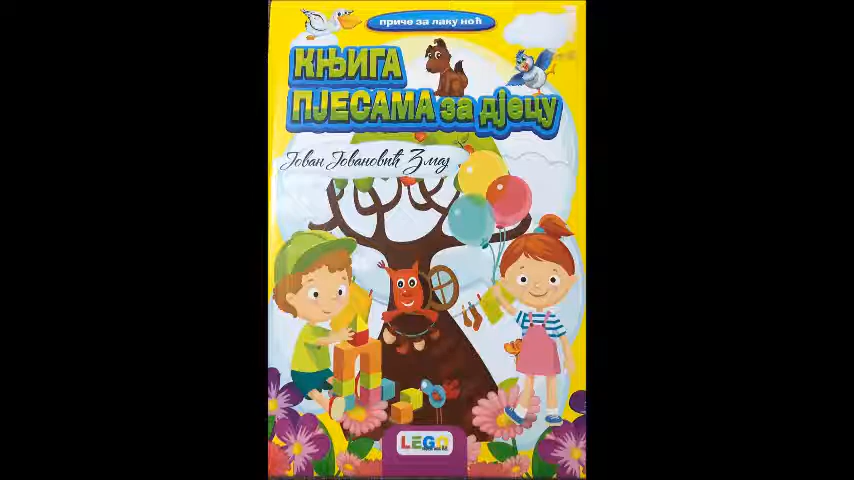 приче за лаку ноћ
КЊИГА
ПЈЕСАМА за дјецу
Јован Јовановић Змај
LEGO